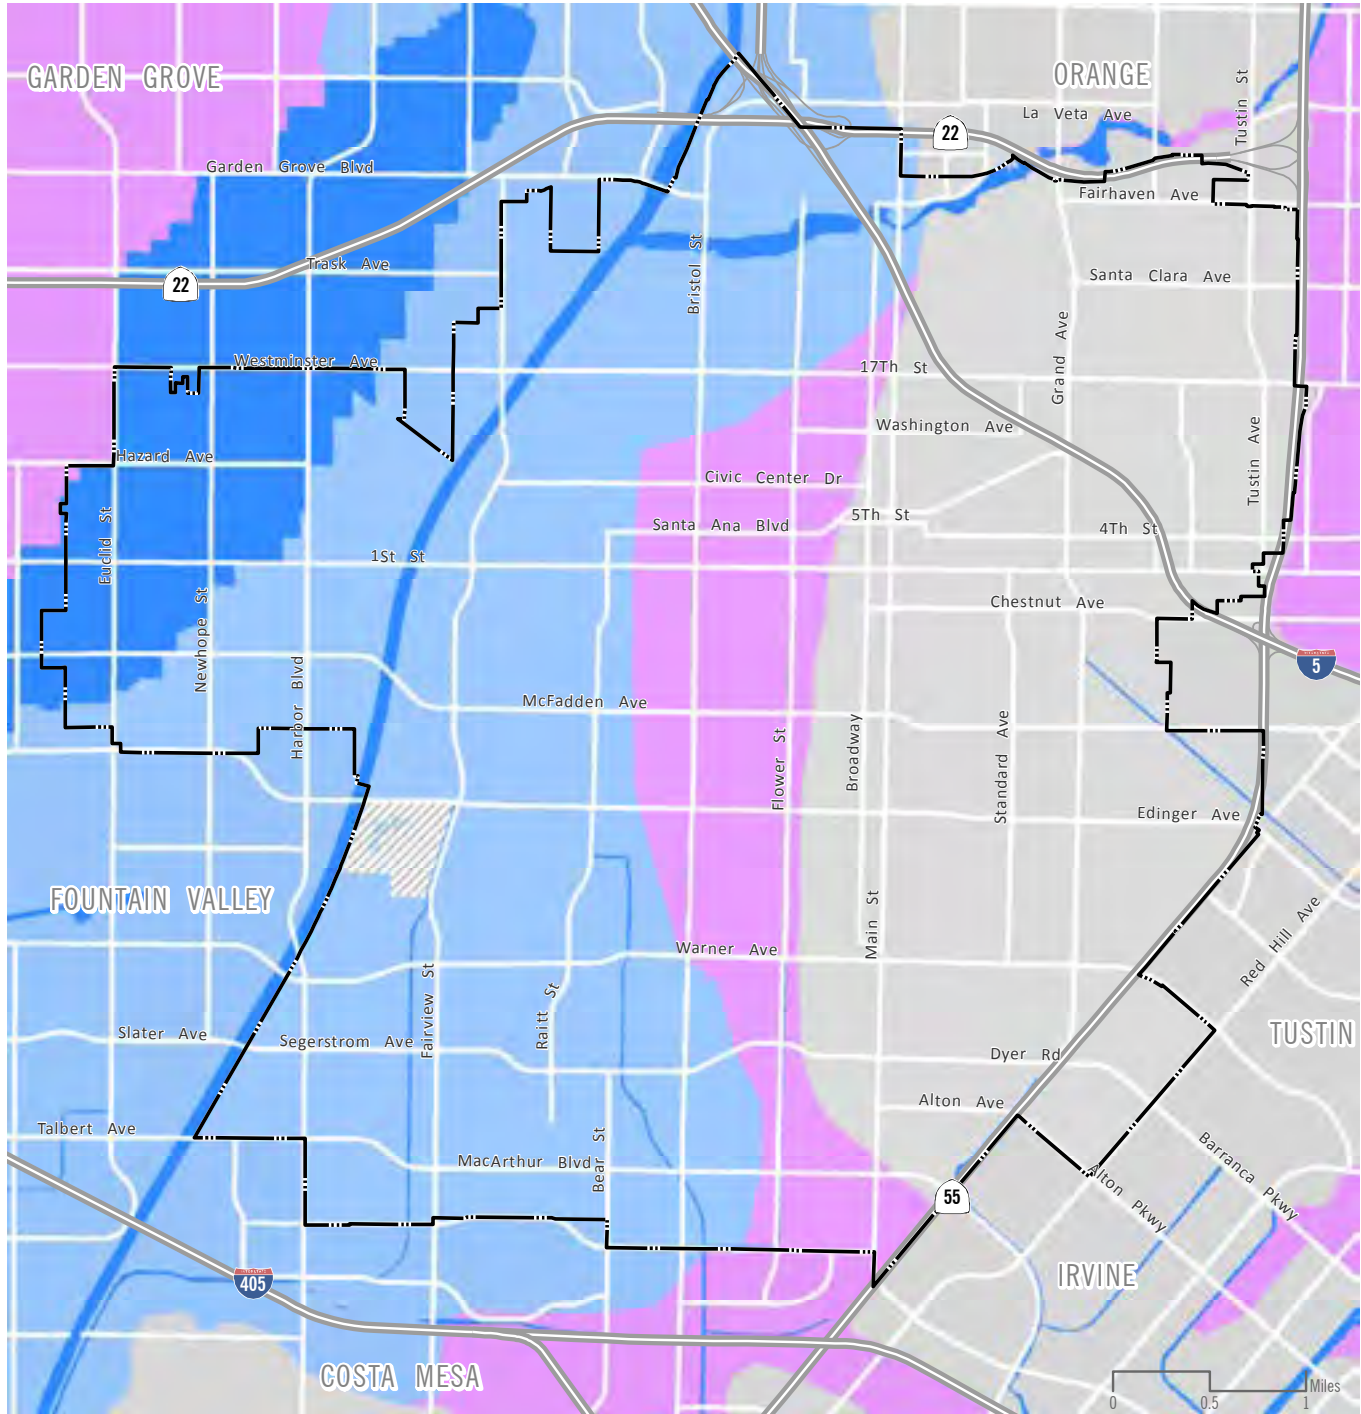 GARDEN GROVE
ORANGE
Tustin St
La Veta Ave
22
Garden Grove Blvd
Fairhaven Ave
Bristol St
Trask Ave
22
Santa Clara Ave
Grand Ave
Westminster Ave
17Th St
Washington Ave
Tustin Ave
Hazard Ave
Civic Center Dr
Santa Ana Blvd
5Th St
4Th St
Euclid St
1St St
Newhope St
Chestnut Ave
Harbor Blvd
5
McFadden Ave
Flower St
Broadway
Standard Ave
Edinger Ave
FOUNTAIN VALLEY
Main St
Red Hill Ave
Warner Ave
Fairview St
Raitt St
Slater Ave
Segerstrom Ave
TUSTIN
Dyer Rd
Alton Ave
Talbert Ave
Bear St
MacArthur Blvd
Barranca Pkwy
Alton Pkwy
55
405
IRVINE
COSTA MESA
Miles
0 0.5 1